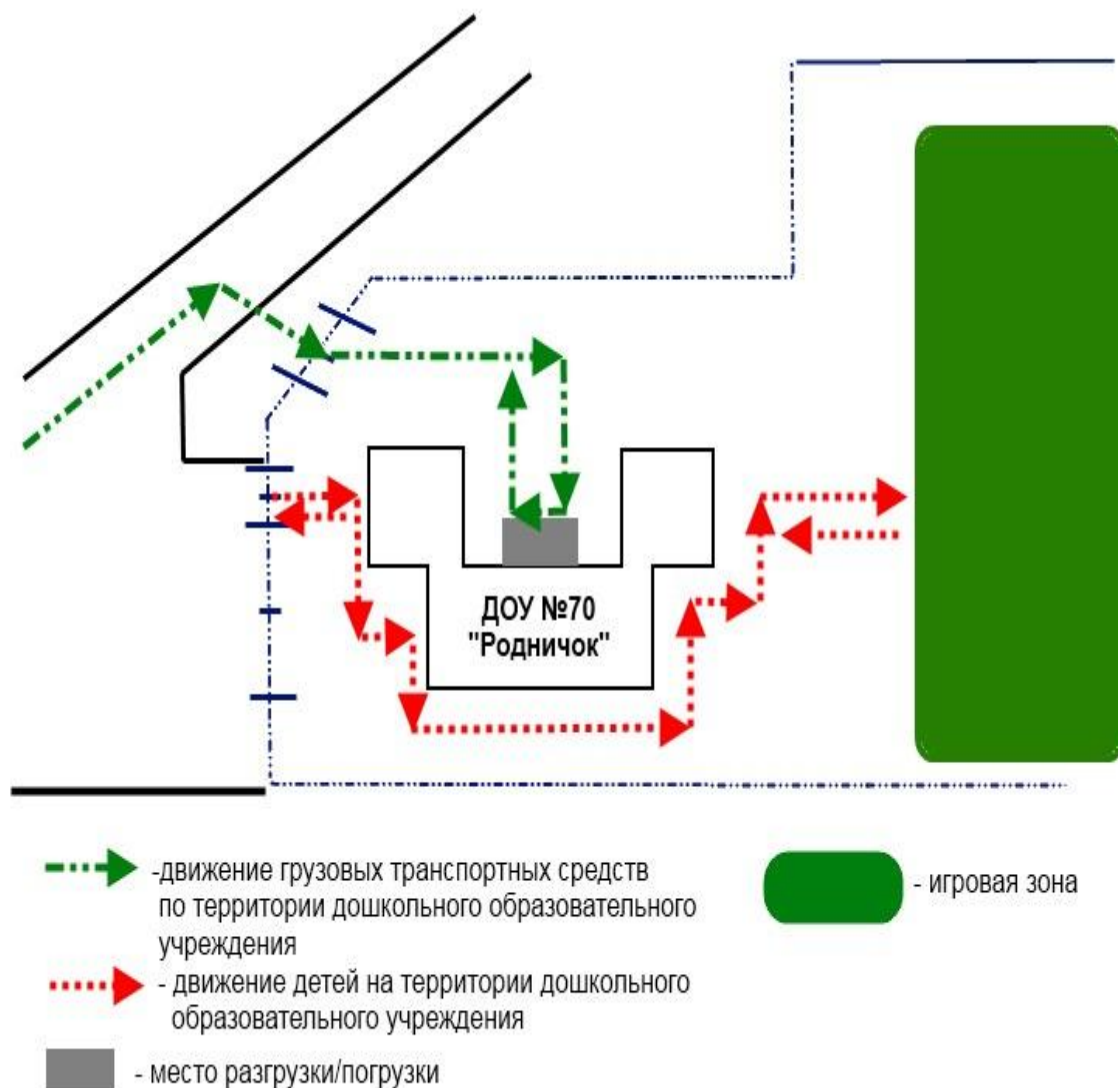 ДОУ №70
"Родничок"
-движение грузовых транспортных средств
по территории дошкольного образовательного
учреждения
- игровая зона
- движение детей на территории дошкольного
образовательного учреждения
- место разгрузки/погрузки